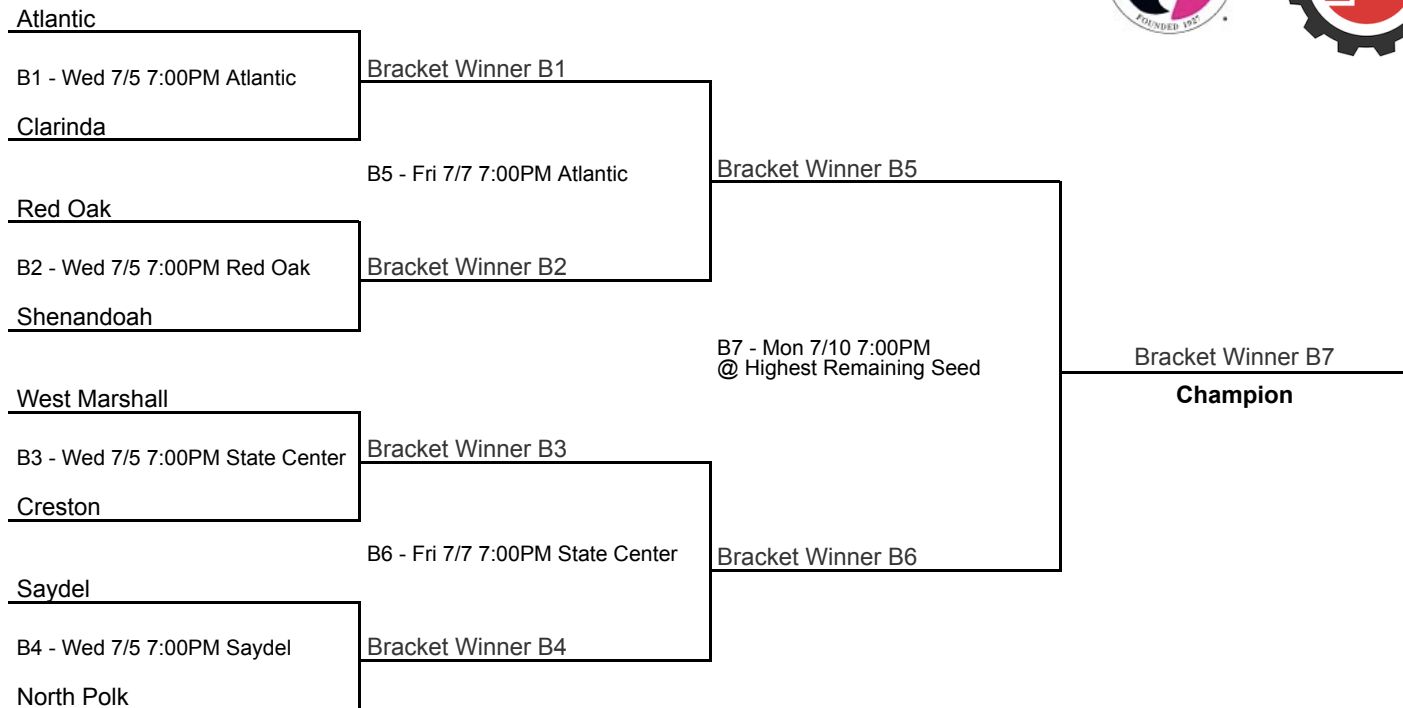 Atlantic
B1 - Wed 7/5 7:00PM Atlantic
Clarinda
Bracket Winner B1
B5 - Fri 7/7 7:00PM Atlantic
Red Oak
B2 - Wed 7/5 7:00PM Red Oak
Shenandoah
Bracket Winner B2
Bracket Winner B5
B7 - Mon 7/10 7:00PM
@ Highest Remaining Seed
Bracket Winner B7
Champion
West Marshall
B3 - Wed 7/5 7:00PM State Center
Creston
Bracket Winner B3
B6 - Fri 7/7 7:00PM State Center
Bracket Winner B6
Saydel
B4 - Wed 7/5 7:00PM Saydel
North Polk
Bracket Winner B4
FOUNDED 1927